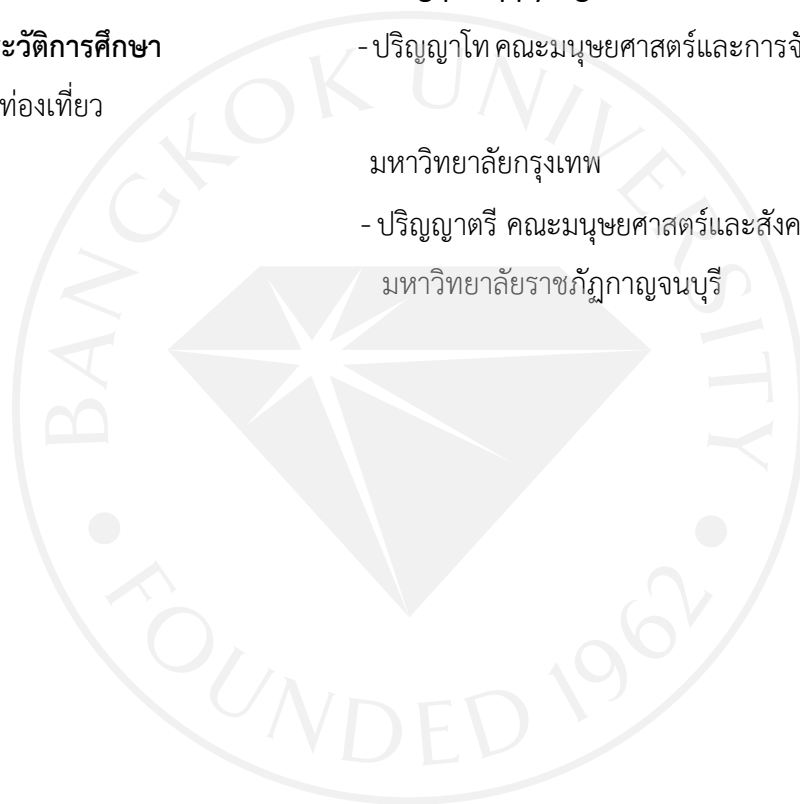 ะวัติการศึกษา - ปริญญาโท คณะมนุษยศาสตร์และการจั
ท่องเที่ยว
มหาวิทยาลัยกรุงเทพ
- ปริญญาตรี คณะมนุษยศาสตร์และสังค
มหาวิทยาลัยราชภัฏกาญจนบุรี
BANGKOK UNIVERSITY
• FOUNDED 1962 •